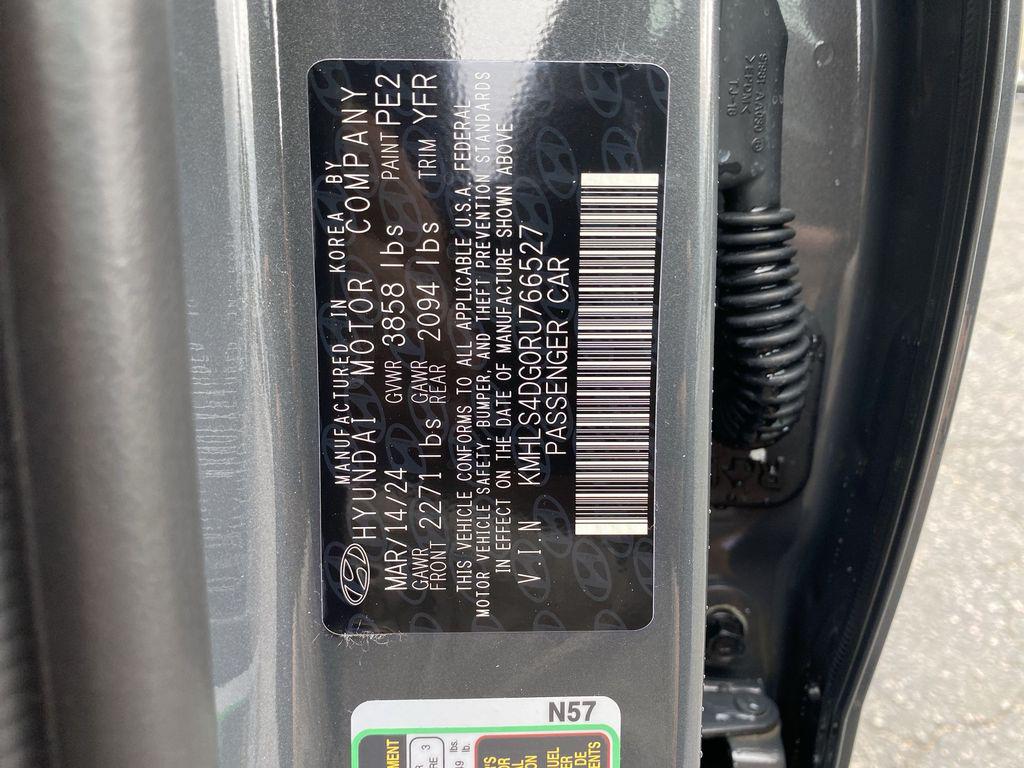 MANUFACTURED IN KOREA BY
HYUNDAI MOTOR COMPANY
MAR/14/24 GVWR 3858 lbs PAINT PE2
GAWR FRONT 2271 lbs GAWR REAR 2094 lbs TRIM YFR
THIS VEHICLE CONFORMS TO ALL APPLICABLE U.S.A. FEDERAL
MOTOR VEHICLE SAFETY, BUMPER, AND THEFT PREVENTION STANDARDS
IN EFFECT ON THE DATE OF MANUFACTURE SHOWN ABOVE
V.I.N KMHLS4DG0RU766527
PASSENGER CAR
N57